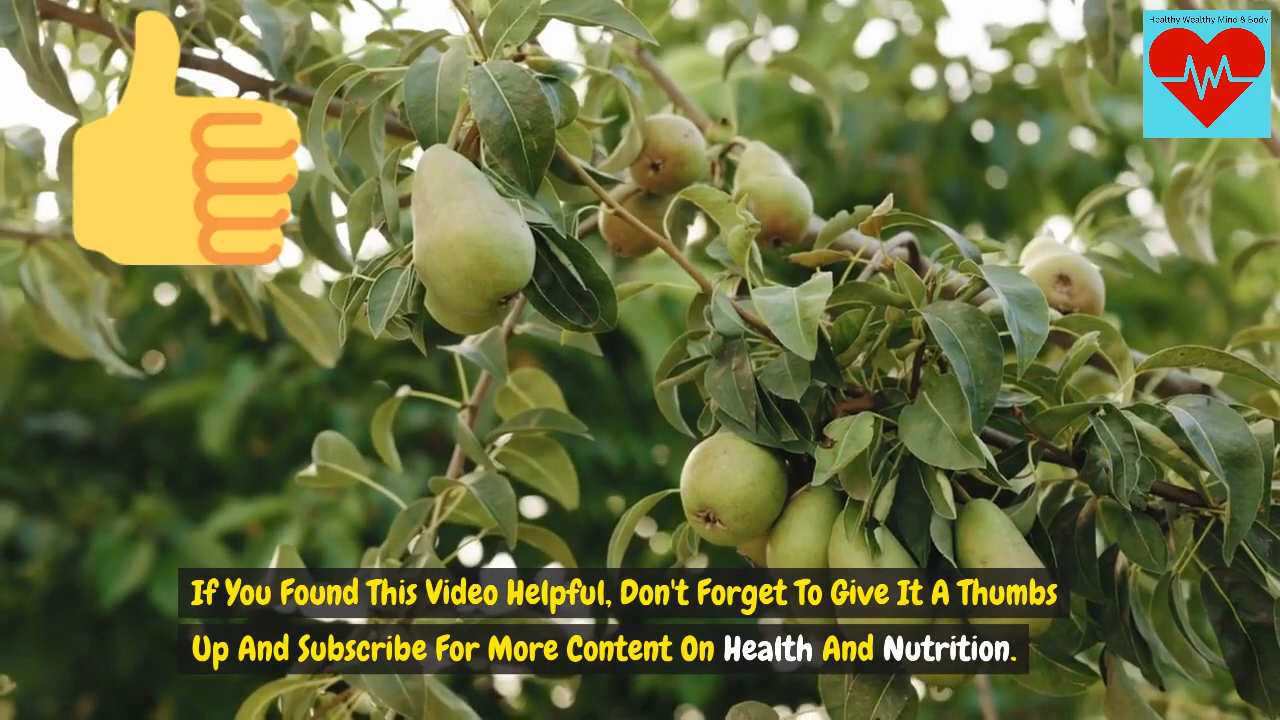 Healthy Wealthy Mind & Body
If You Found This Video Helpful, Don't Forget To Give It A Thumbs
Up And Subscribe For More Content On Health And Nutrition.